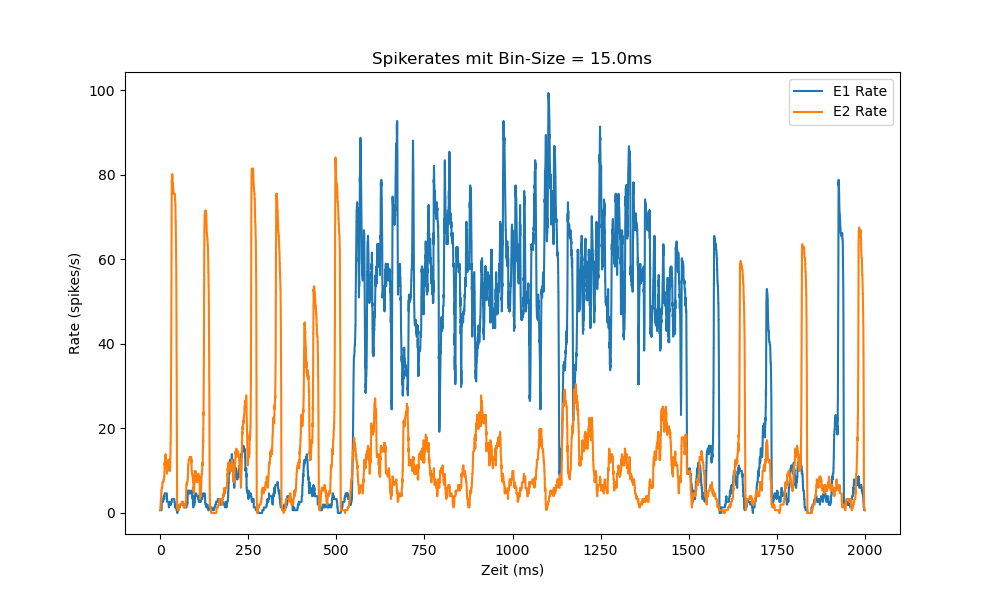 Spikerates mit Bin-Size = 15.0ms
E1 Rate
E2 Rate
Rate (spikes/s)
100
80
60
40
20
0
0 250 500 750 1000 1250 1500 1750 2000
Zeit (ms)